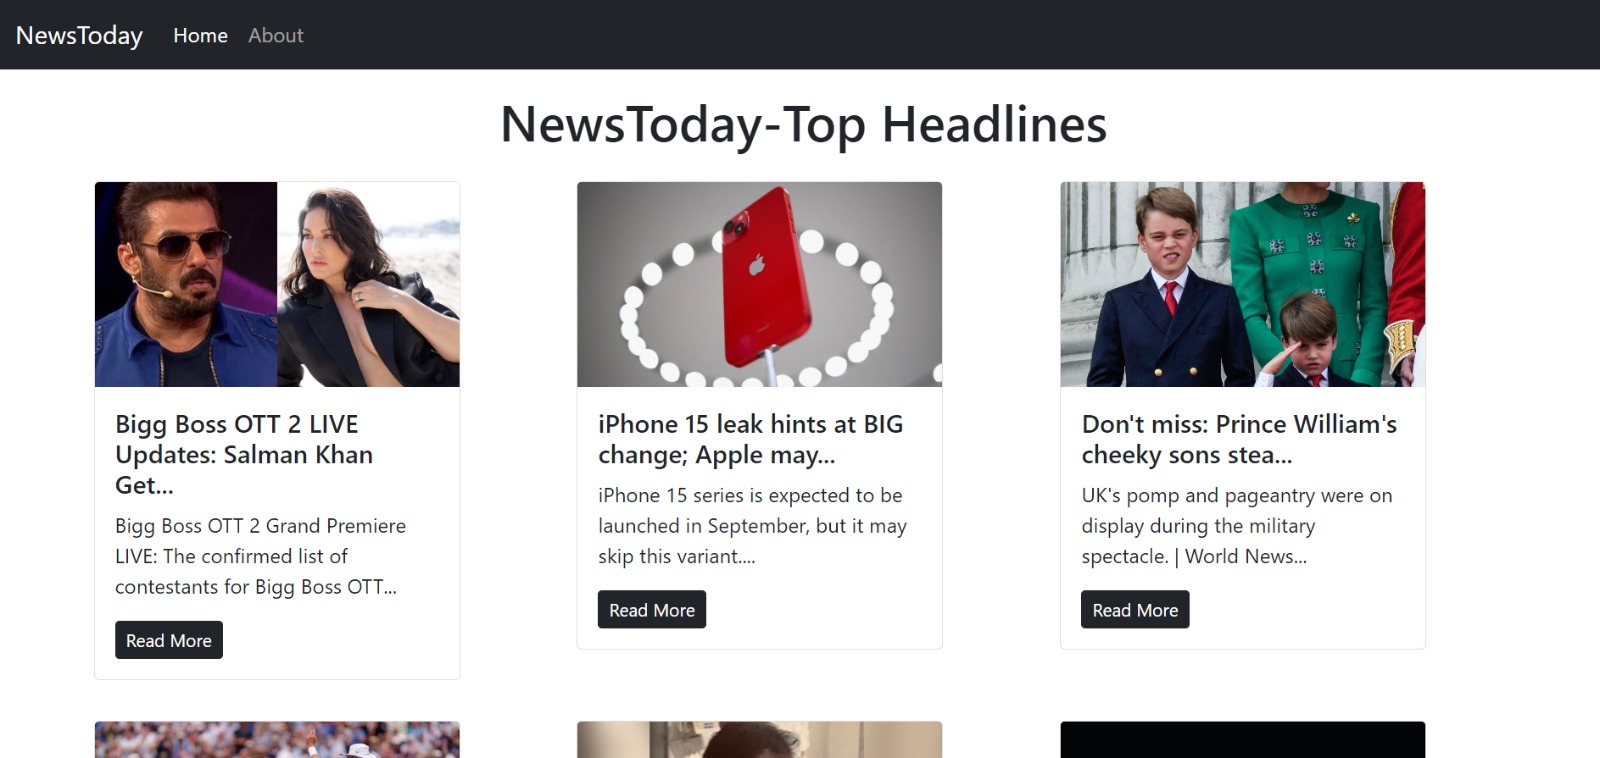 NewsToday Home About
NewsToday-Top Headlines
Bigg Boss OTT 2 LIVE
Updates: Salman Khan
Get...
Bigg Boss OTT 2 Grand Premiere
LIVE: The confirmed list of
contestants for Bigg Boss OTT...
Read More
iPhone 15 leak hints at BIG
change; Apple may...
iPhone 15 series is expected to be
launched in September, but it may
skip this variant....
Read More
Don't miss: Prince William's
cheeky sons stea...
UK's pomp and pageantry were on
display during the military
spectacle. | World News...
Read More